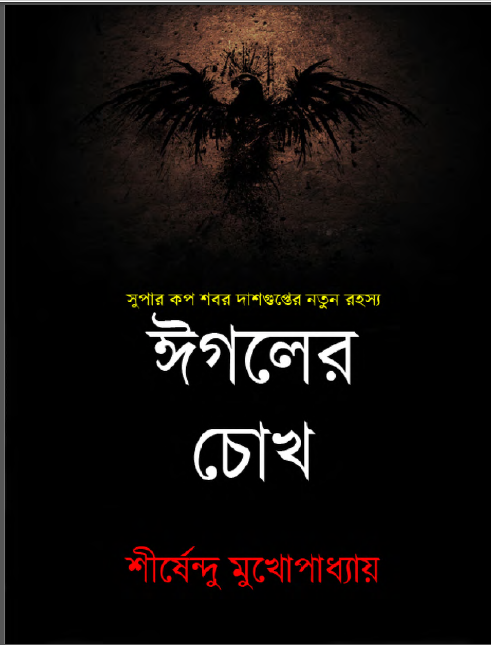 সুপার কপ শবর দাশগুপ্তের নতুন রহস্য
ঈগলের
চোখ
শীর্ষেন্দু মুখোপাধ্যায়